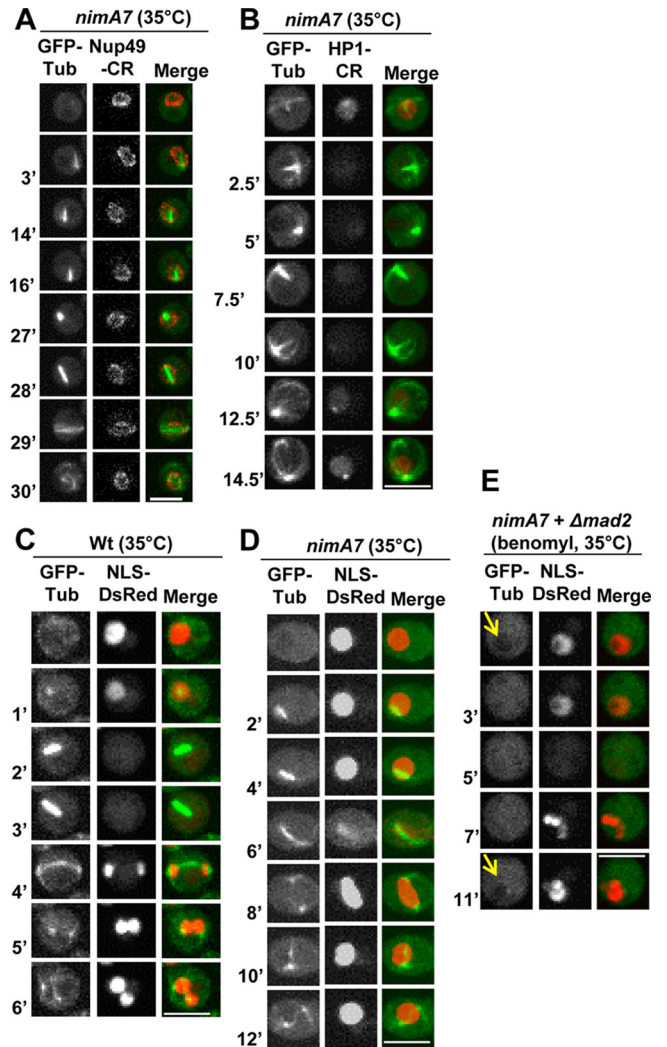 A
nimA7 (35°C)
GFP- Nup49
Tub -CR Merge
3'
14'
16'
27'
28'
29'
30'
B
nimA7 (35°C)
GFP- HP1-
Tub CR Merge
2.5'
5'
7.5'
10'
12.5'
14.5'
C
Wt (35°C)
GFP- NLS-
Tub DsRed Merge
1'
2'
3'
4'
5'
6'
D
nimA7 (35°C)
GFP- NLS-
Tub DsRed Merge
2'
4'
6'
8'
10'
12'
E
nimA7 + Δmad2
(benomyl, 35°C)
GFP- NLS-
Tub DsRed Merge
3'
5'
7'
11'